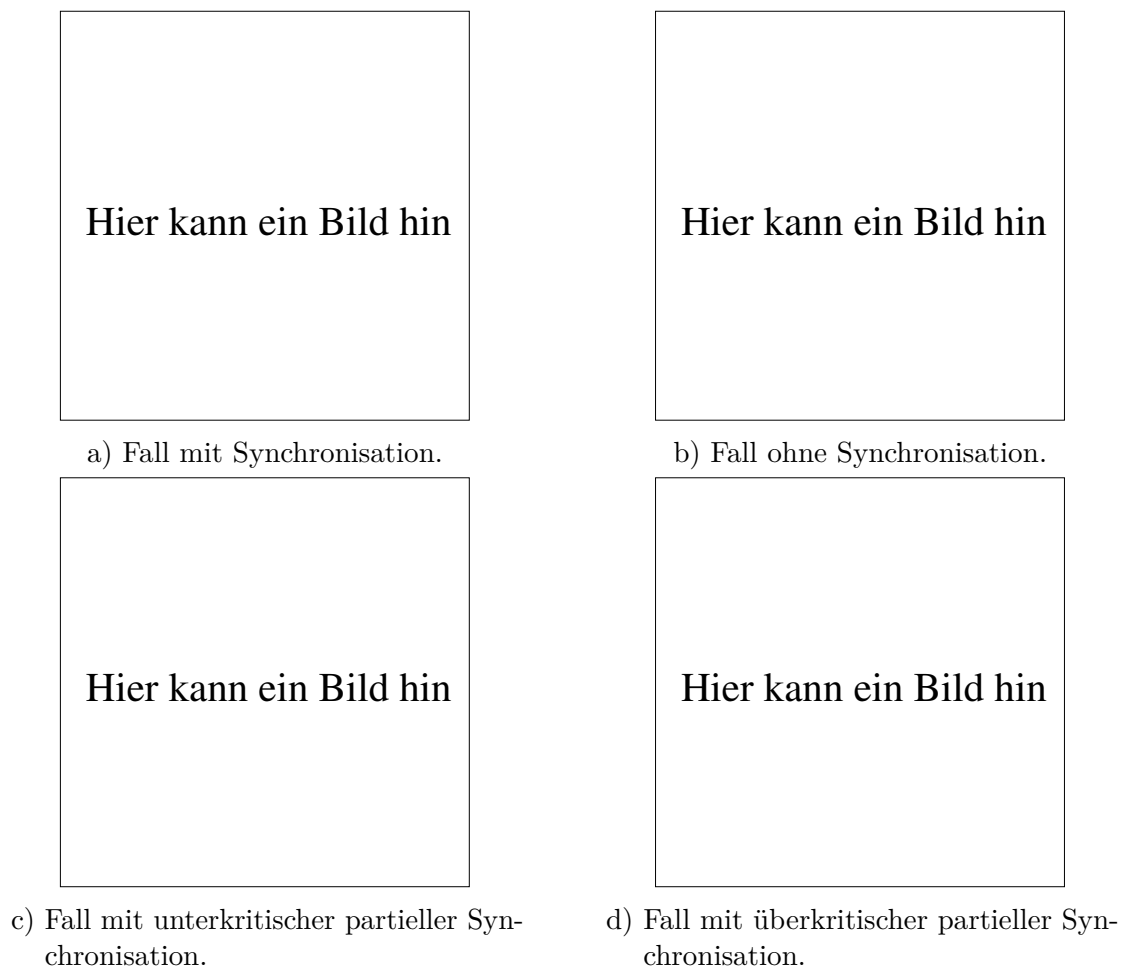 Hier kann ein Bild hin
Hier kann ein Bild hin
a) Fall mit Synchronisation.
b) Fall ohne Synchronisation.
Hier kann ein Bild hin
Hier kann ein Bild hin
c) Fall mit unterkritischer partieller Syn-
chronisation.
d) Fall mit überkritischer partieller Syn-
chronisation.